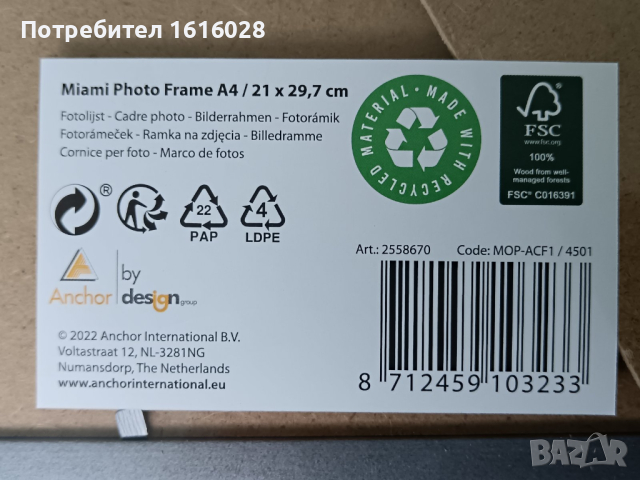 Потребител 1616028
Miami Photo Frame A4 / 21 x 29,7 cm
Fotolijst - Cadre photo - Bilderrahmen - Fotorámik
Fotorámeček - Ramka na zdjęcia - Billedramme
Cornice per foto - Marco de fotos
MATERIAL • MADE WITH RECYCLED
FSC
www.fsc.org
100%
Wood from well-
managed forests
FSC® C016391
®
22
PAP
4
LDPE
Anchor
by
design group
Art.: 2558670 Code: MOP-ACF1 / 4501
© 2022 Anchor International B.V.
Voltastraat 12, NL-3281NG
Numansdorp, The Netherlands
www.anchorinternational.eu
8 712459 103233
BAZAR